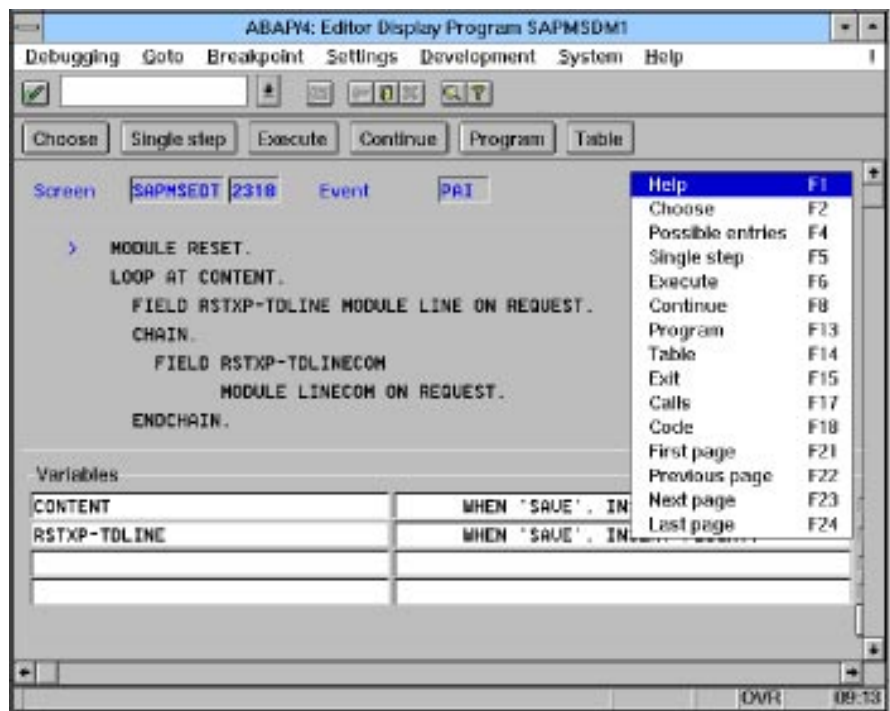 ABAP/4: Editor Display Program SAPMSDM1
Debugging Goto Breakpoint Settings Development System Help
Choose Single step Execute Continue Program Table
Screen SAPMSEDT 2310 Event PAI
> MODULE RESET.
LOOP AT CONTENT.
FIELD RSTXP-TDLINE MODULE LINE ON REQUEST.
CHAIN.
FIELD RSTXP-TDLINECOM
MODULE LINECOM ON REQUEST.
ENDCHAIN.
Help F1
Choose F2
Possible entries F4
Single step F5
Execute F6
Continue F8
Program F13
Table F14
Exit F15
Calls F17
Code F18
First page F21
Previous page F22
Next page F23
Last page F24
Variables
CONTENT WHEN 'SAVE'. IN
RSTXP-TDLINE WHEN 'SAVE'.
OVR 09:13